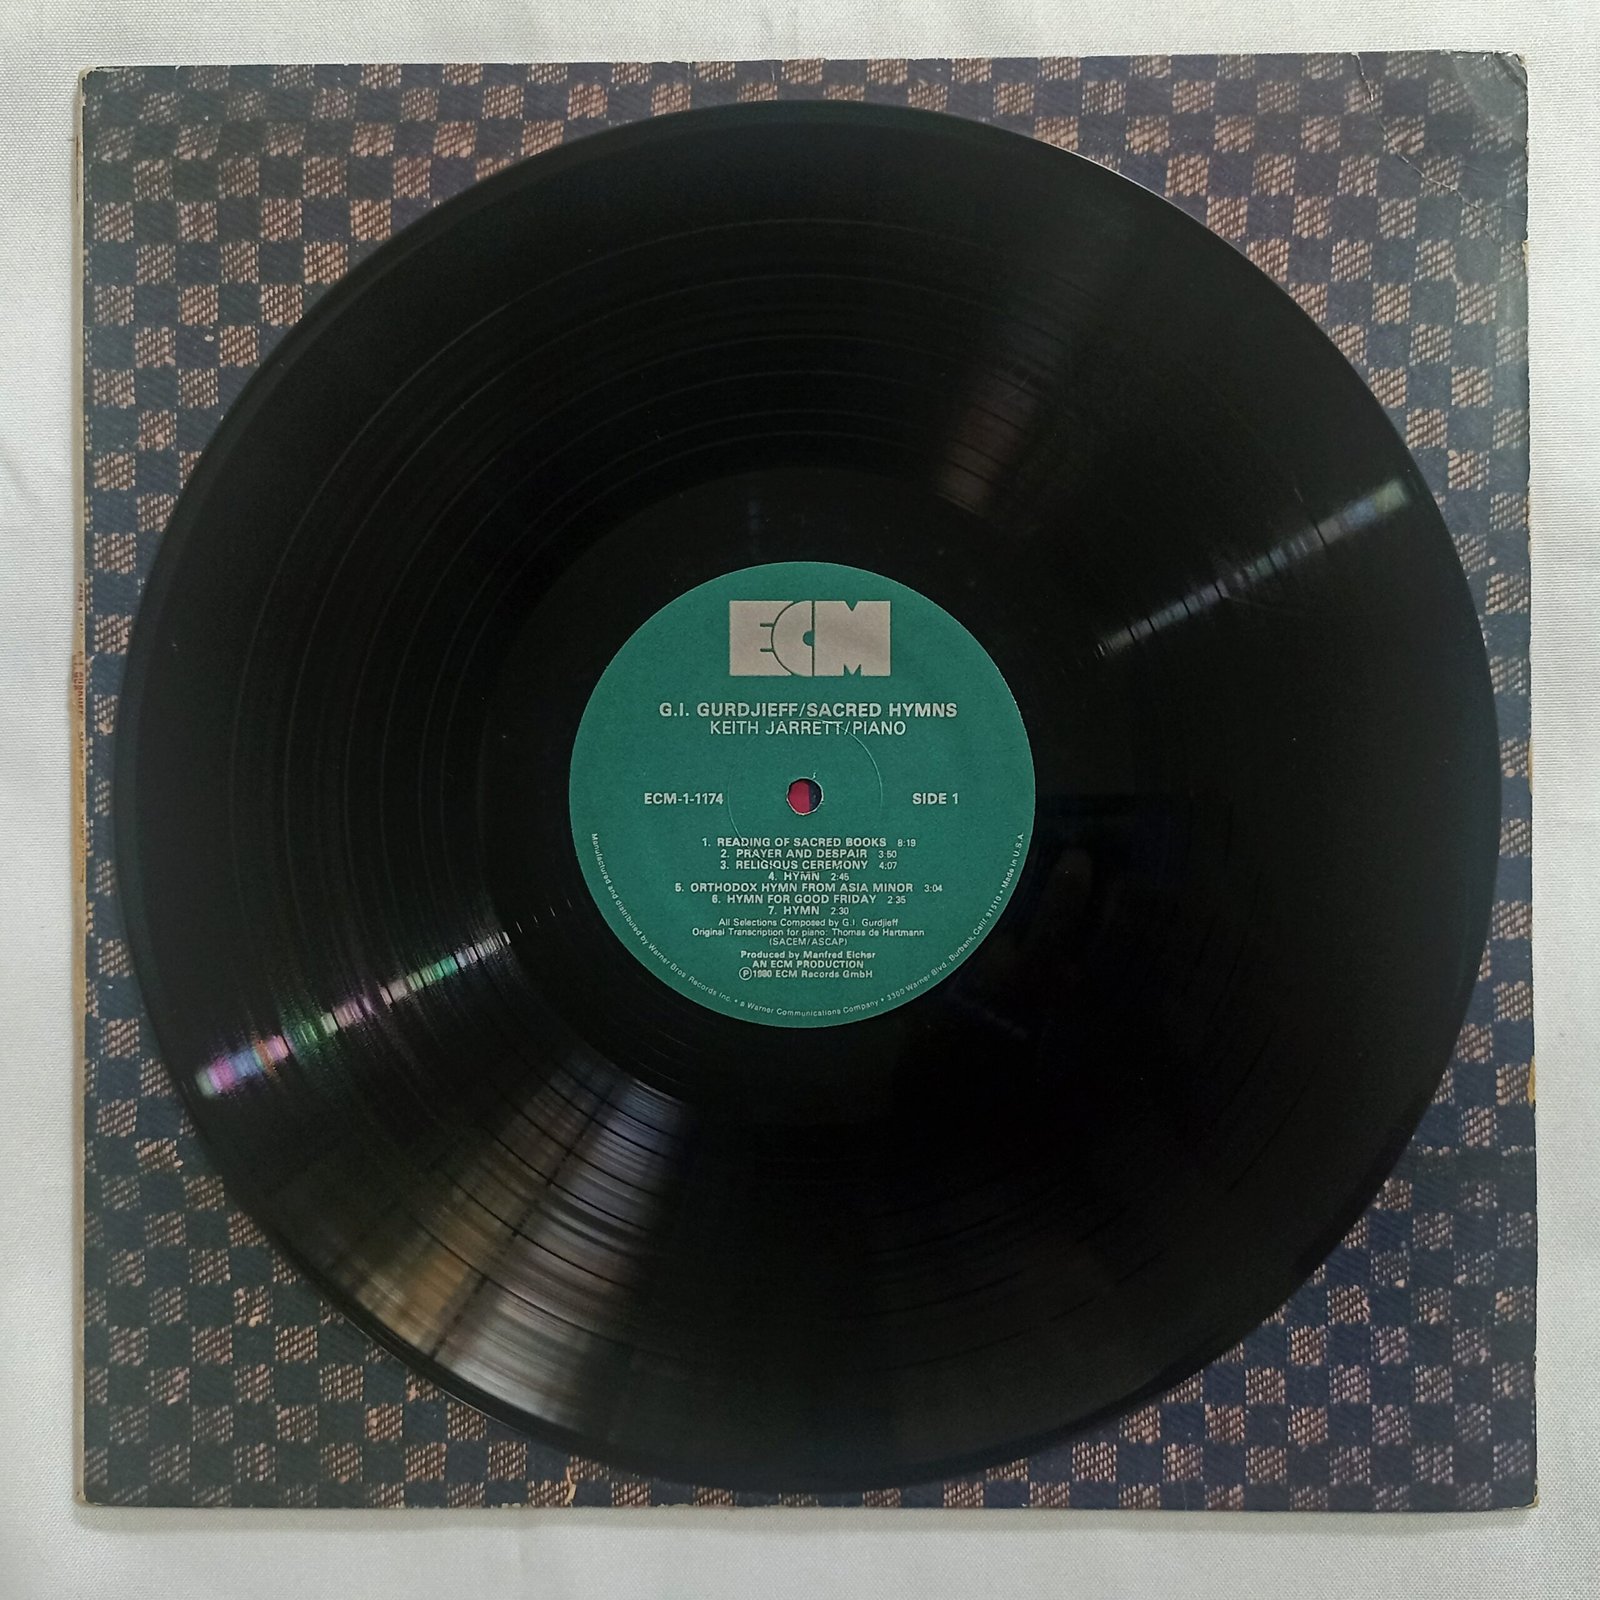 ECM
G.I. GURDJIEFF/SACRED HYMNS
KEITH JARRETT/PIANO
ECM-1-1174
SIDE 1
1. READING OF SACRED BOOKS 8:19
2. PRAYER AND DESPAIR 3:50
3. RELIGIOUS CEREMONY 4:07
4. HYMN 2:45
5. ORTHODOX HYMN FROM ASIA MINOR 3:04
6. HYMN FOR GOOD FRIDAY 2:35
7. HYMN 2:30
All Selections Composed by G.I. Gurdjieff
Original Transcription for piano: Thomas de Hartmann
(SACEM/ASCAP)
Produced by Manfred Eicher
AN ECM PRODUCTION
Ⓟ1980 ECM Records GmbH
Manufactured and distributed by Warner Bros Records Inc. • a Warner Communications Company • 3300 Warner Blvd., Burbank, Calif. 91510 • Made in U.S.A.